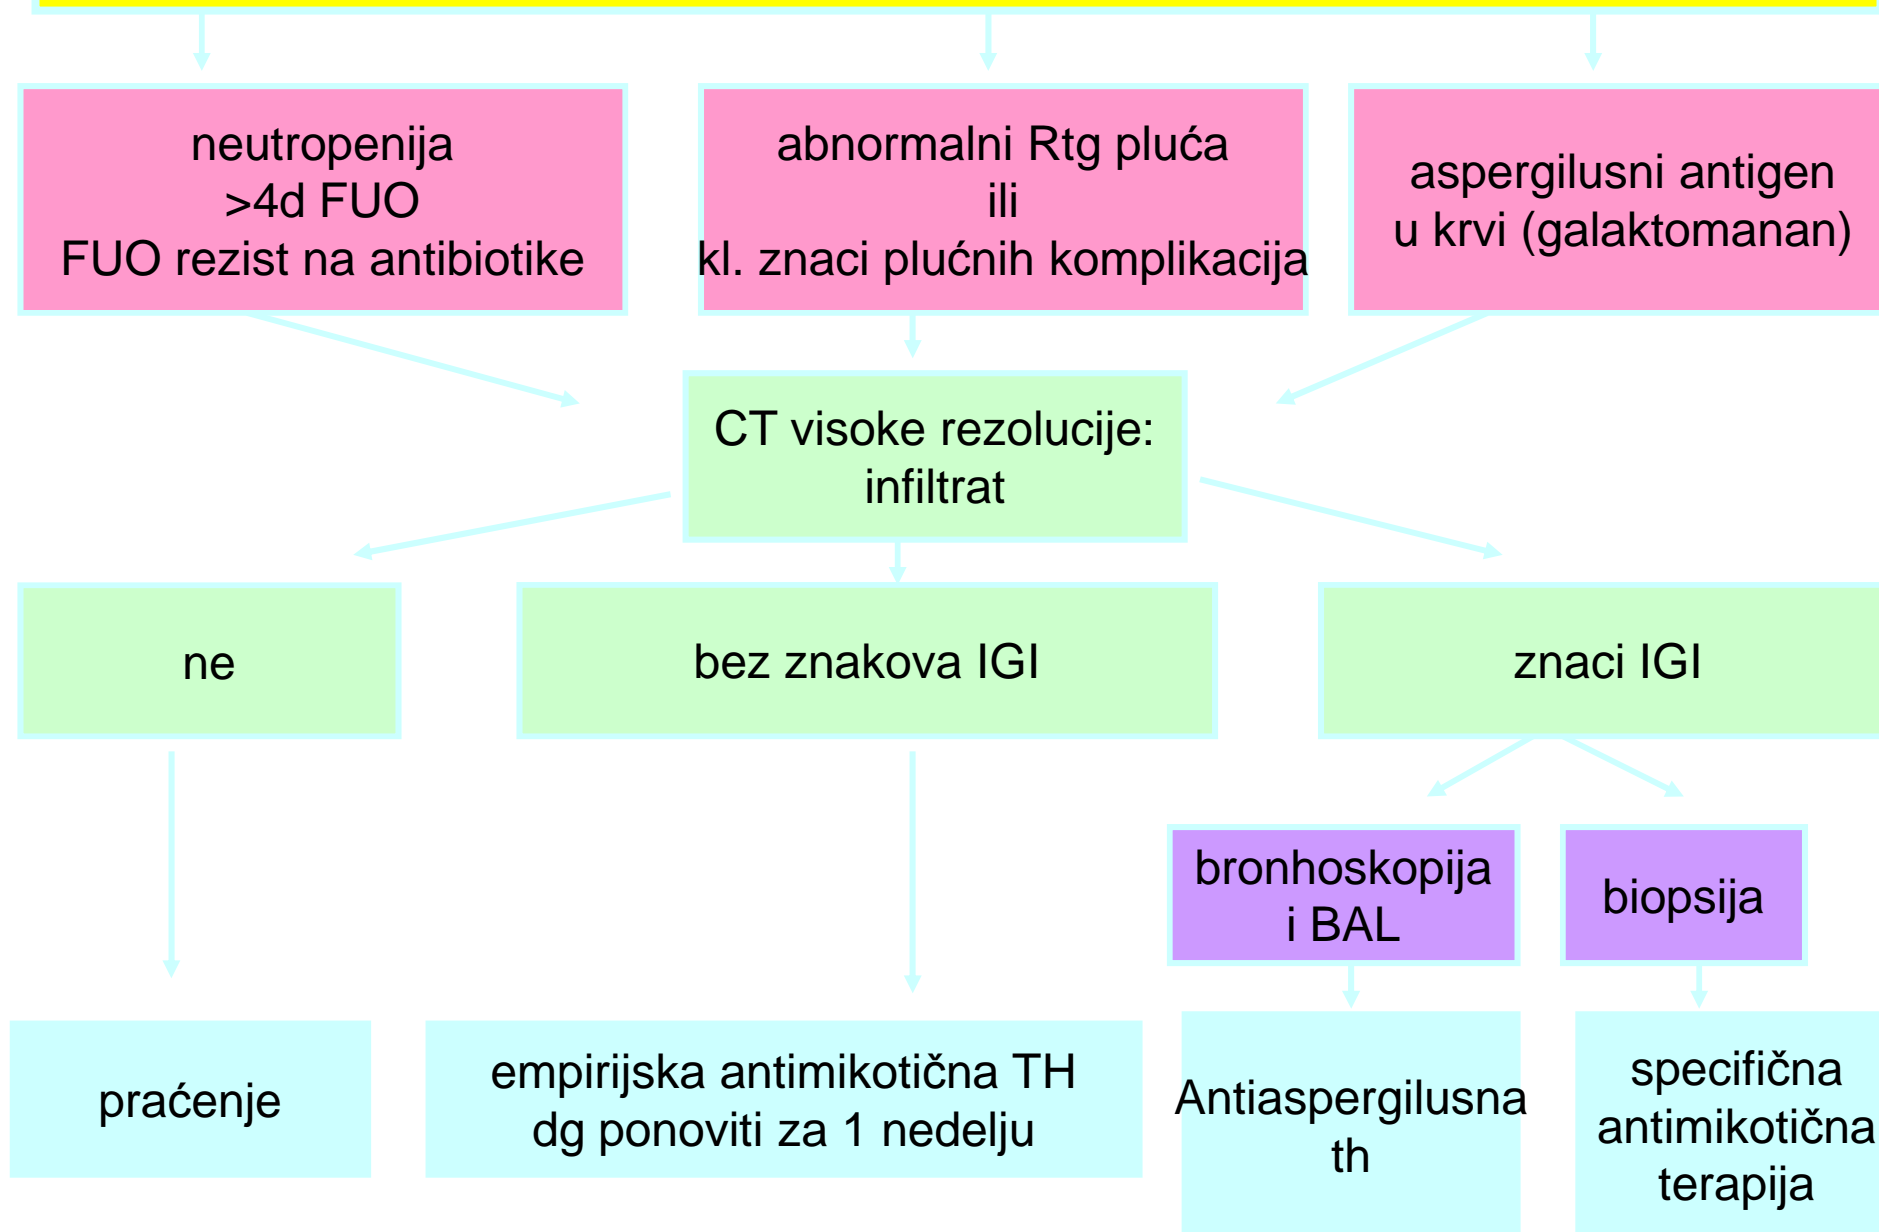 neutropenija
>4d FUO
FUO rezist na antibiotike
abnormalni Rtg pluća
ili
kl. znaci plućnih komplikacija
aspergilusni antigen
u krvi (galaktomanan)
CT visoke rezolucije:
infiltrat
ne
bez znakova IGI
znaci IGI
bronhoskopija
i BAL
biopsija
praćenje
empirijska antimikotična TH
dg ponoviti za 1 nedelju
Antiaspergilusna
th
specifična
antimikotična
terapija